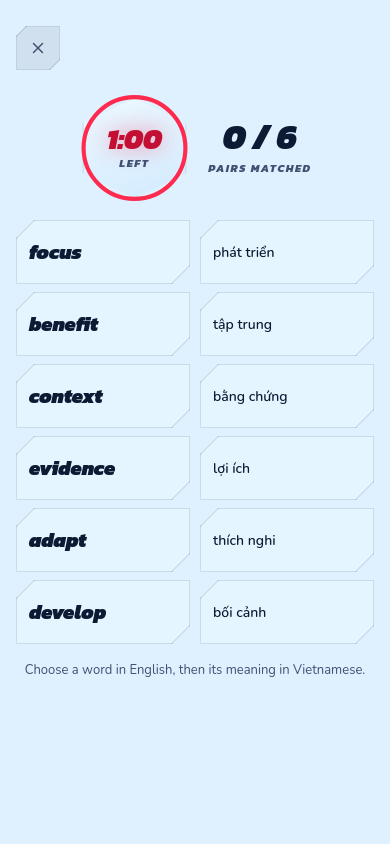 1:00
LEFT
0 / 6
PAIRS MATCHED
focus
phát triển
benefit
tập trung
context
bằng chứng
evidence
lợi ích
adapt
thích nghi
develop
bối cảnh
Choose a word in English, then its meaning in Vietnamese.